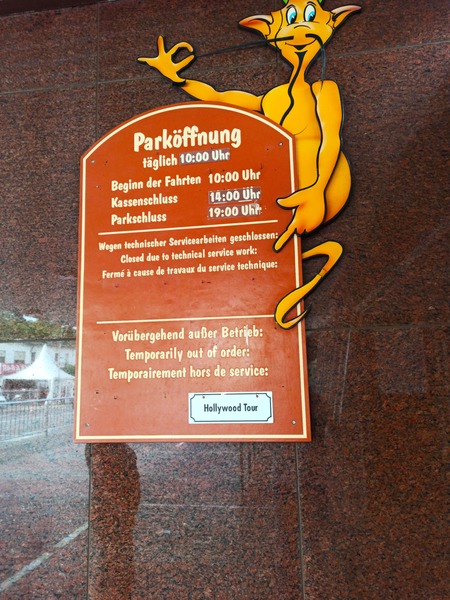 Parköffnung
täglich 10:00 Uhr
Beginn der Fahrten 10:00 Uhr
Kassenschluss 14:00 Uhr
Parkschluss 19:00 Uhr
Wegen technischer Servicearbeiten geschlossen:
Closed due to technical service work:
Fermé à cause de travaux du service technique:
Vorübergehend außer Betrieb:
Temporarily out of order:
Temporairement hors de service:
Hollywood Tour